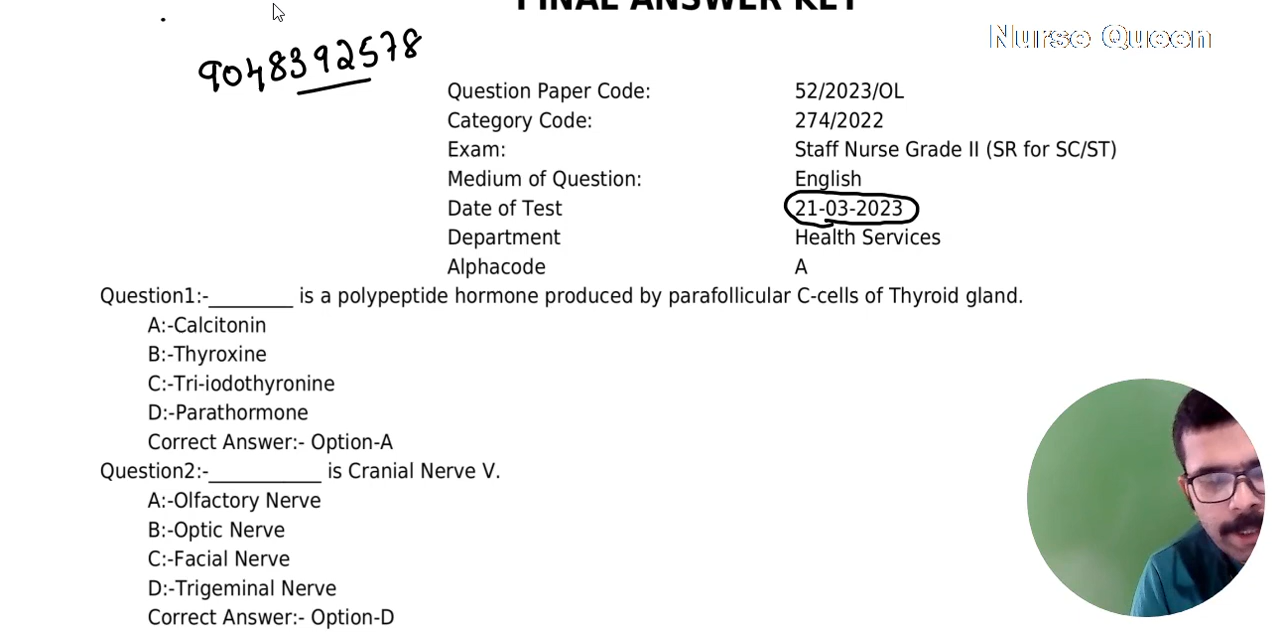 FINAL ANSWER KEY
Nurse Queen
9048392578
Question Paper Code: 52/2023/OL
Category Code: 274/2022
Exam: Staff Nurse Grade II (SR for SC/ST)
Medium of Question: English
Date of Test 21-03-2023
Department Health Services
Alphacode A
Question1:-________ is a polypeptide hormone produced by parafollicular C-cells of Thyroid gland.
A:-Calcitonin
B:-Thyroxine
C:-Tri-iodothyronine
D:-Parathormone
Correct Answer:- Option-A
Question2:-___________ is Cranial Nerve V.
A:-Olfactory Nerve
B:-Optic Nerve
C:-Facial Nerve
D:-Trigeminal Nerve
Correct Answer:- Option-D